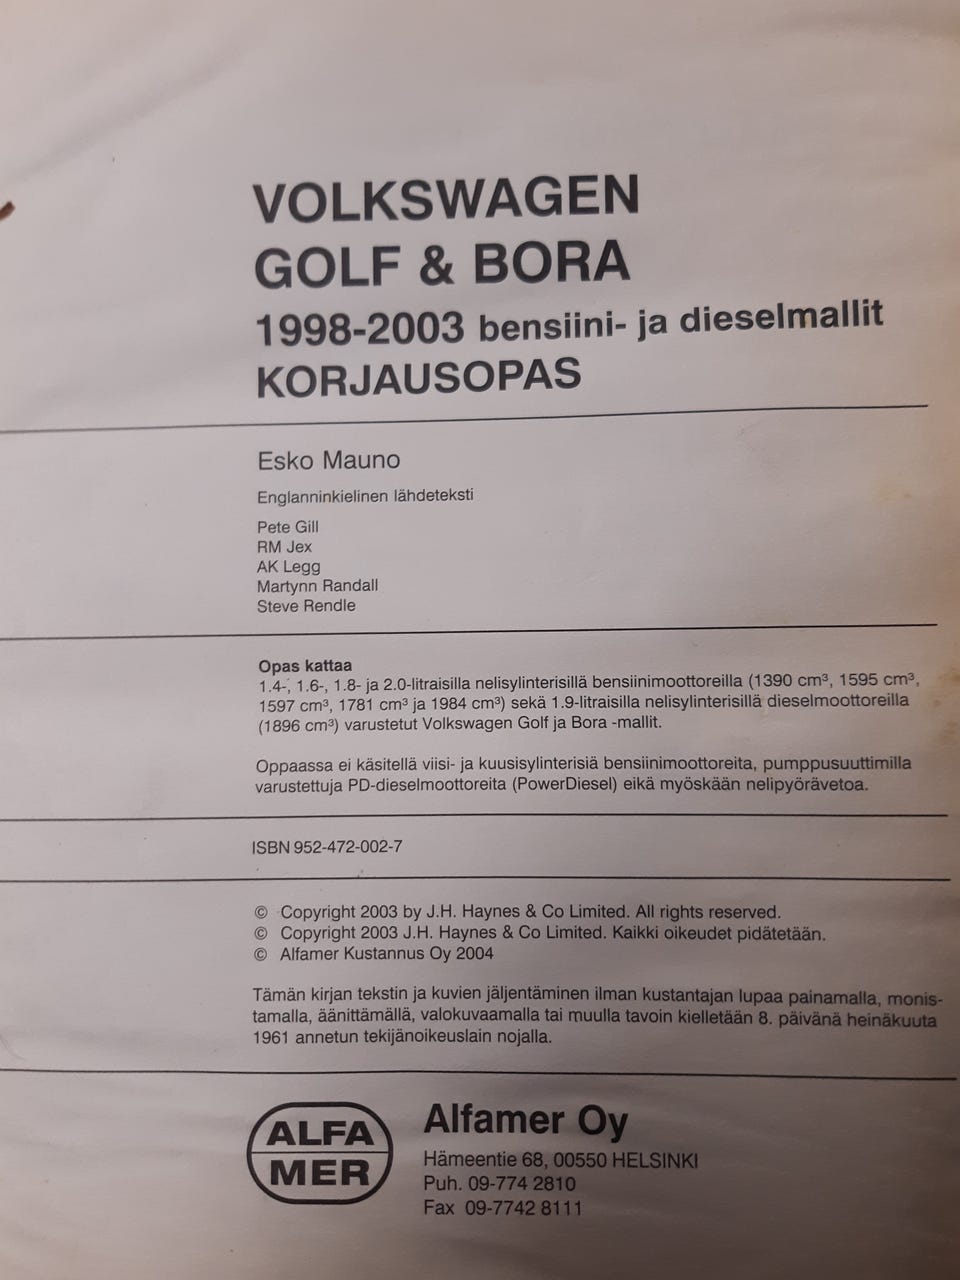 VOLKSWAGEN
GOLF & BORA
1998-2003 bensiini- ja dieselmallit
KORJAUSOPAS
Esko Mauno
Englanninkielinen lähdeteksti
Pete Gill
RM Jex
AK Legg
Martynn Randall
Steve Rendle
Opas kattaa
1.4-, 1.6-, 1.8- ja 2.0-litraisilla nelisylinterisillä bensiinimoottoreilla (1390 cm³, 1595 cm³,
1597 cm³, 1781 cm³ ja 1984 cm³) sekä 1.9-litraisilla nelisylinterisillä dieselmoottoreilla
(1896 cm³) varustetut Volkswagen Golf ja Bora -mallit.
Oppaassa ei käsitellä viisi- ja kuusisylinterisiä bensiinimoottoreita, pumppusuuttimilla
varustettuja PD-dieselmoottoreita (PowerDiesel) eikä myöskään nelipyörävetoa.
ISBN 952-472-002-7
© Copyright 2003 by J.H. Haynes & Co Limited. All rights reserved.
© Copyright 2003 J.H. Haynes & Co Limited. Kaikki oikeudet pidätetään.
© Alfamer Kustannus Oy 2004
Tämän kirjan tekstin ja kuvien jäljentäminen ilman kustantajan lupaa painamalla, monis-
tamalla, äänittämällä, valokuvaamalla tai muulla tavoin kielletään 8. päivänä heinäkuuta
1961 annetun tekijänoikeuslain nojalla.
ALFA
MER
Alfamer Oy
Hämeentie 68, 00550 HELSINKI
Puh. 09-774 2810
Fax 09-7742 8111